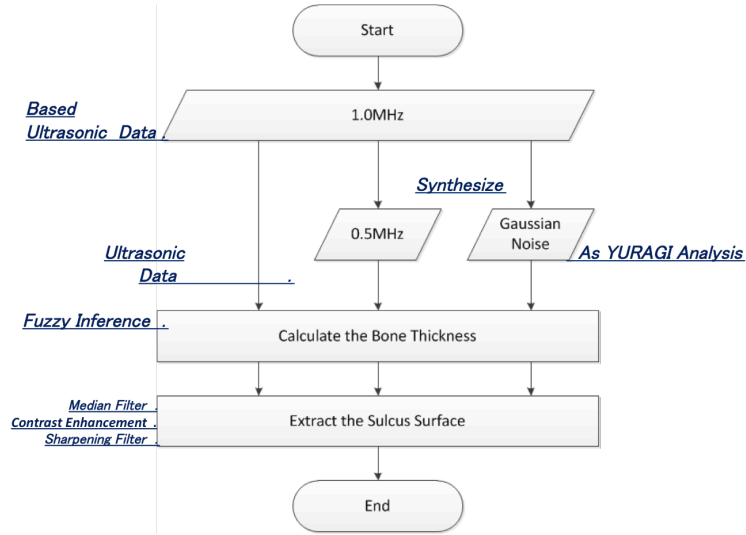 Start
Based
Ultrasonic Data .
1.0MHz
Synthesize
0.5MHz
Gaussian
Noise
Ultrasonic
Data .
As YURAGI Analysis
Fuzzy Inference .
Calculate the Bone Thickness
Median Filter .
Contrast Enhancement .
Sharpening Filter .
Extract the Sulcus Surface
End